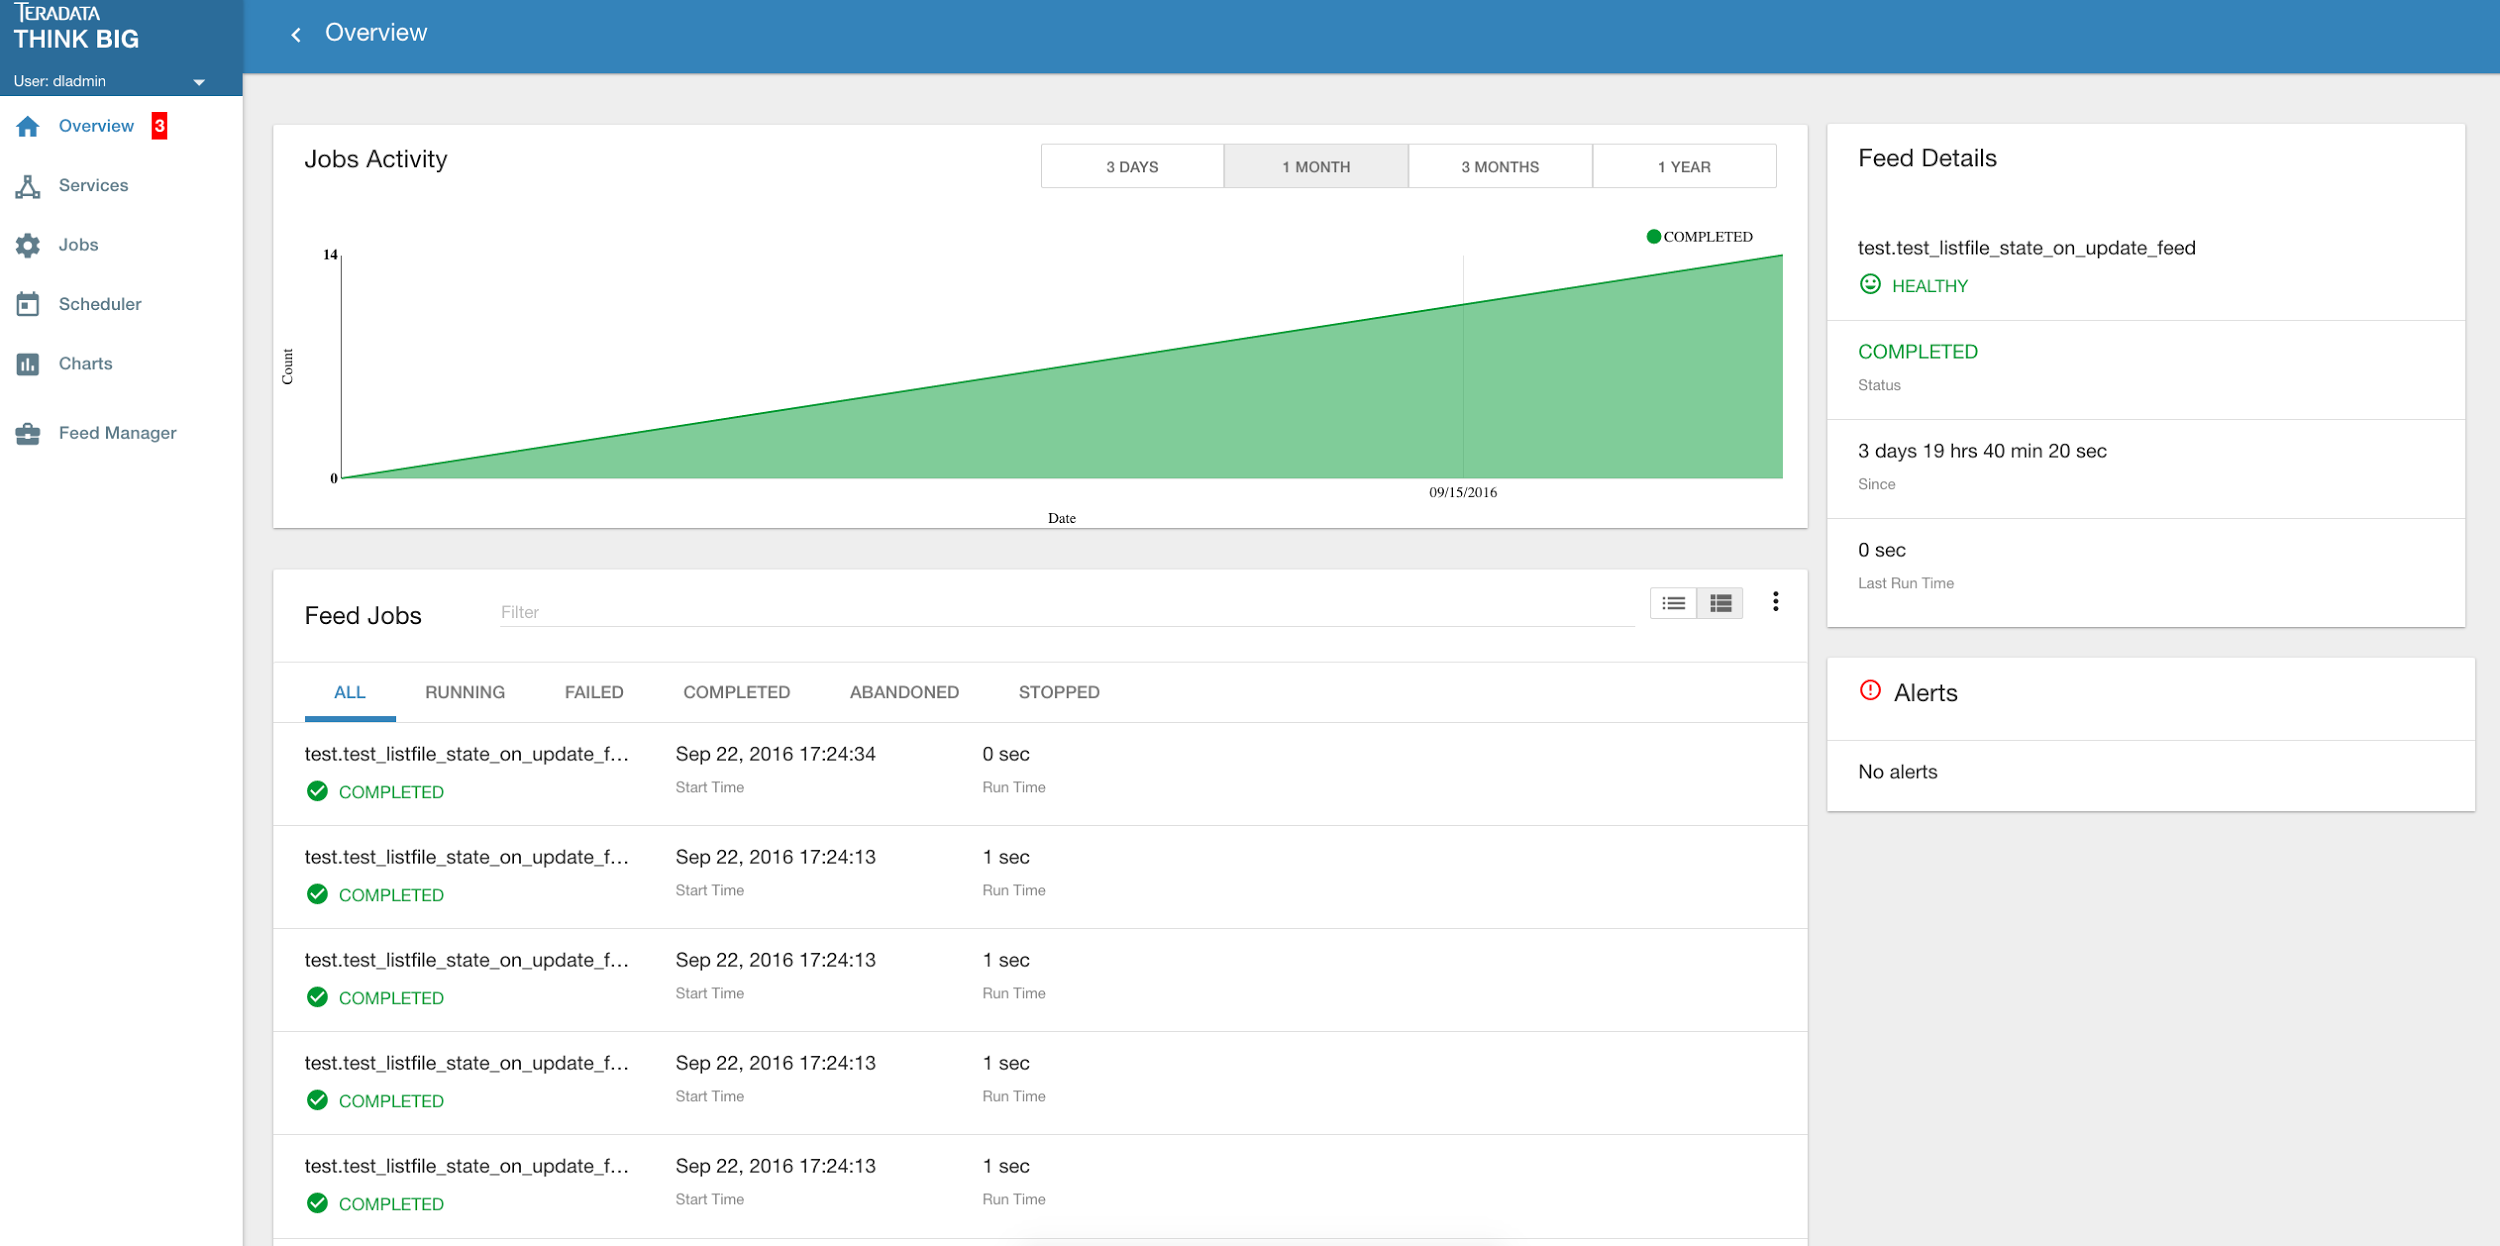 TERADATA
THINK BIG
User: dladmin
Overview 3
Services
Jobs
Scheduler
Charts
Feed Manager
Overview
Jobs Activity
3 DAYS 1 MONTH 3 MONTHS 1 YEAR
COMPLETED
14
Count
0
09/15/2016
Date
Feed Jobs Filter
ALL RUNNING FAILED COMPLETED ABANDONED STOPPED
test.test_listfile_state_on_update_f... Sep 22, 2016 17:24:34 0 sec
COMPLETED Start Time Run Time
test.test_listfile_state_on_update_f... Sep 22, 2016 17:24:13 1 sec
COMPLETED Start Time Run Time
test.test_listfile_state_on_update_f... Sep 22, 2016 17:24:13 1 sec
COMPLETED Start Time Run Time
test.test_listfile_state_on_update_f... Sep 22, 2016 17:24:13 1 sec
COMPLETED Start Time Run Time
test.test_listfile_state_on_update_f... Sep 22, 2016 17:24:13 1 sec
COMPLETED Start Time Run Time
Feed Details
test.test_listfile_state_on_update_feed
HEALTHY
COMPLETED
Status
3 days 19 hrs 40 min 20 sec
Since
0 sec
Last Run Time
Alerts
No alerts